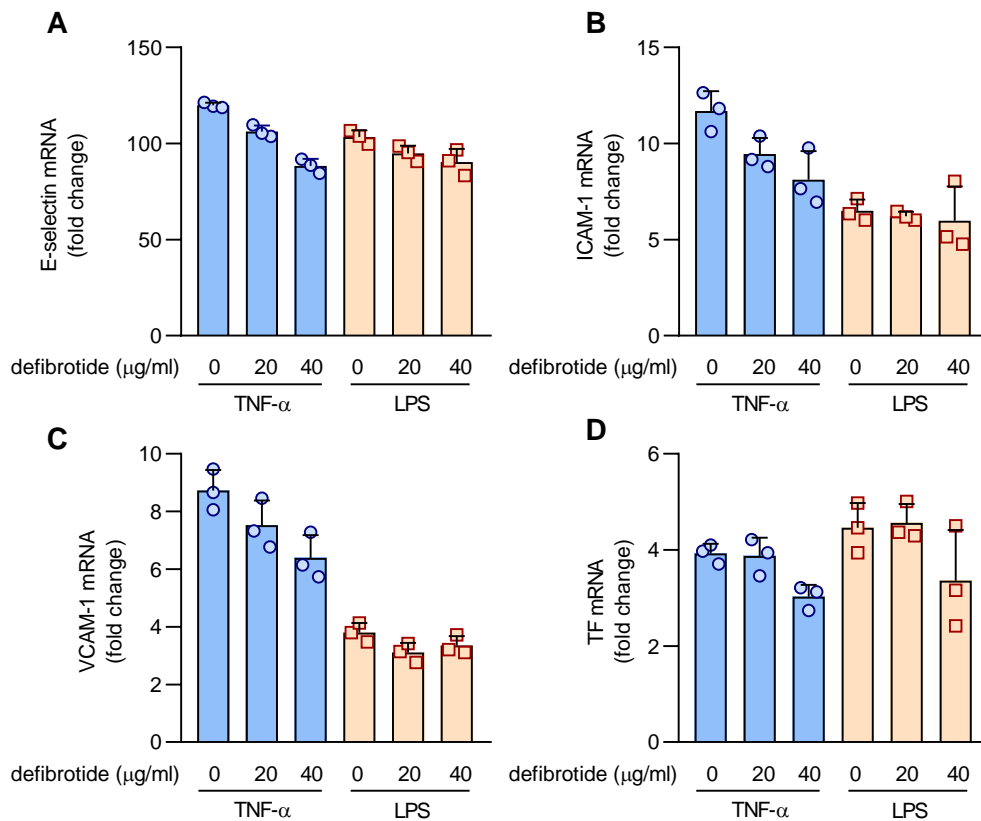 A
E-selectin mRNA
(fold change)
150
100
50
0
defibrotide (μg/ml) 0 20 40 0 20 40
TNF-α LPS
B
ICAM-1 mRNA
(fold change)
15
10
5
0
defibrotide (μg/ml) 0 20 40 0 20 40
TNF-α LPS
C
VCAM-1 mRNA
(fold change)
10
8
6
4
2
0
defibrotide (μg/ml) 0 20 40 0 20 40
TNF-α LPS
D
TF mRNA
(fold change)
6
4
2
0
defibrotide (μg/ml) 0 20 40 0 20 40
TNF-α LPS